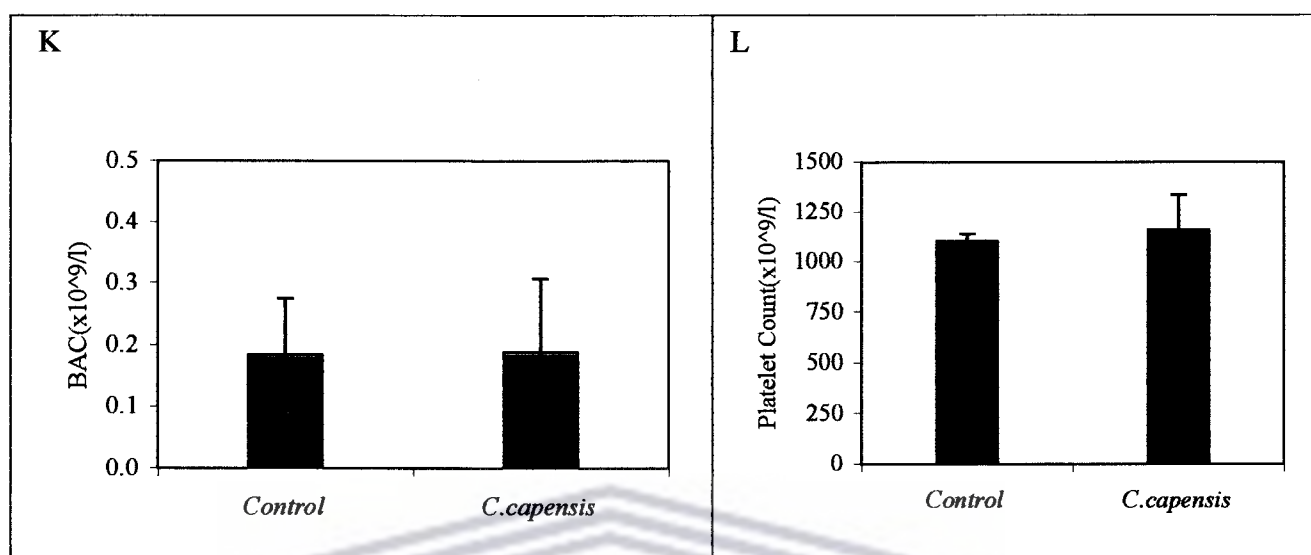 K
0.5
0.4
0.3
0.2
0.1
0.0
BAC(x10^9/l)
Control C.capensis
L
1500
1250
1000
750
500
250
0
Platelet Count(x10^9/l)
Control C.capensis